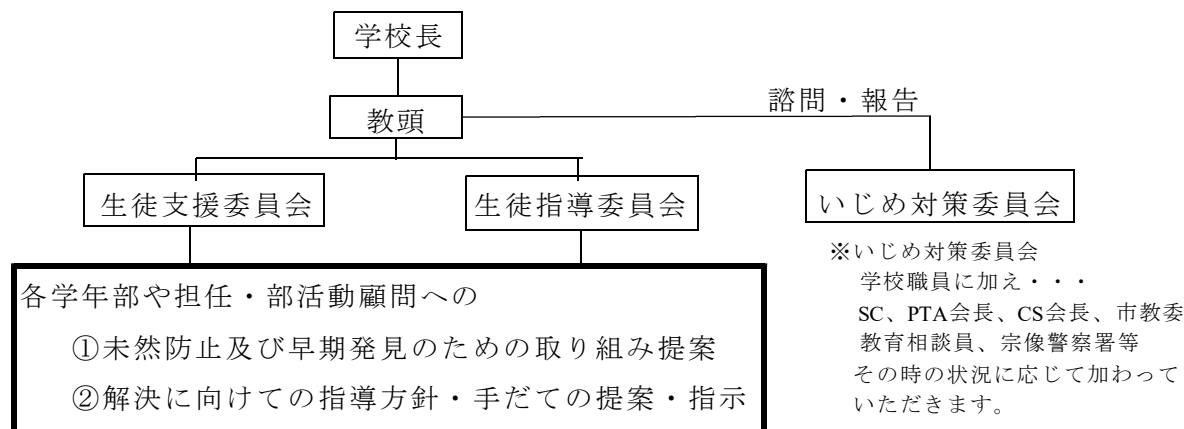 学校長
教頭
諮問・報告
生徒支援委員会
生徒指導委員会
いじめ対策委員会
各学年部や担任・部活動顧問への
①未然防止及び早期発見のための取り組み提案
②解決に向けての指導方針・手だての提案・指示
※いじめ対策委員会
学校職員に加え・・・
SC、PTA会長、CS会長、市教委
教育相談員、宗像警察署等
その時の状況に応じて加わって
いただきます。